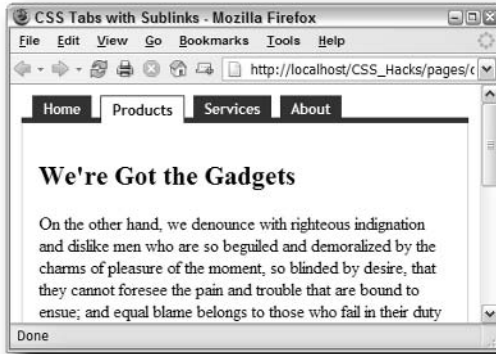 CSS Tabs with Sublinks - Mozilla Firefox
File Edit View Go Bookmarks Tools Help
http://localhost/CSS_Hacks/pages/c
Home Products Services About
We're Got the Gadgets
On the other hand, we denounce with righteous indignation
and dislike men who are so beguiled and demoralized by the
charms of pleasure of the moment, so blinded by desire, that
they cannot foresee the pain and trouble that are bound to
ensue; and equal blame belongs to those who fail in their duty
Done